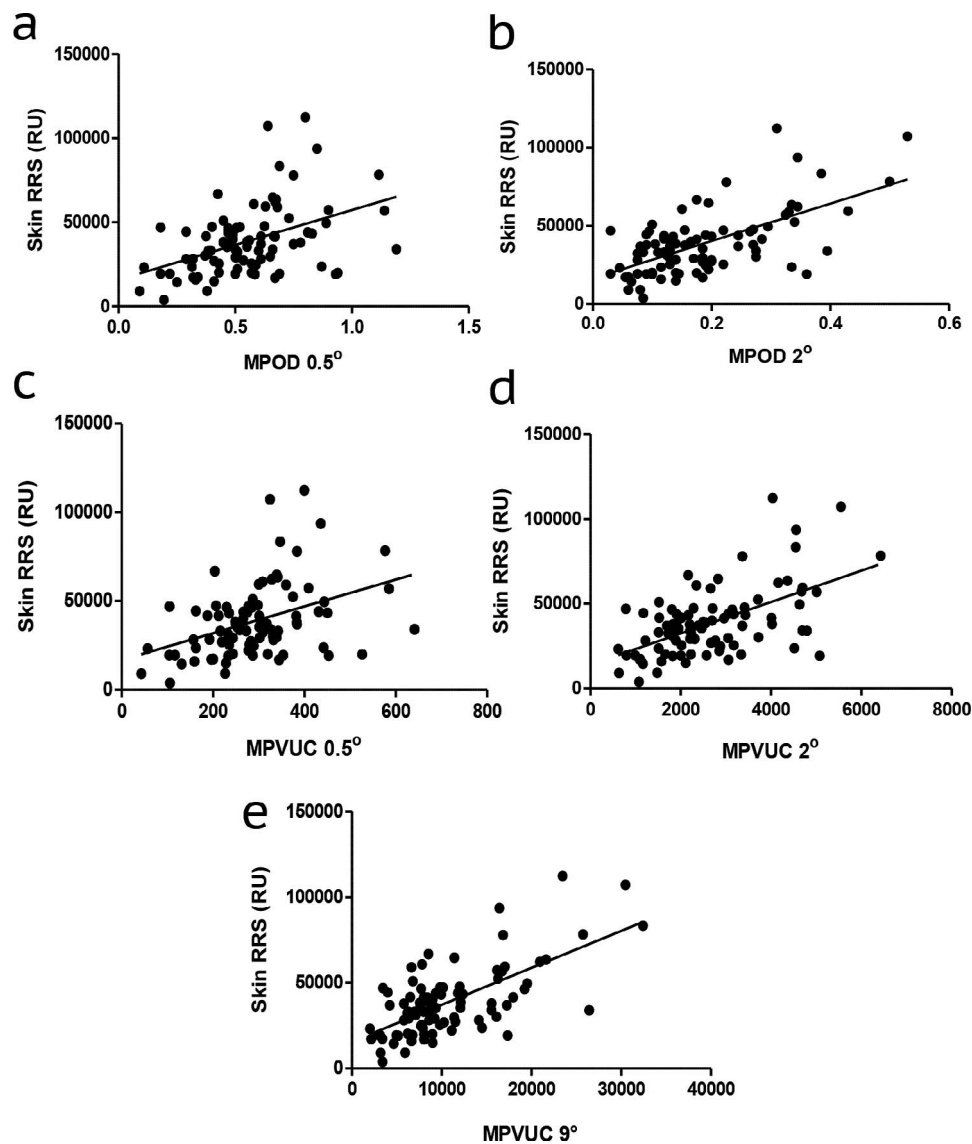 a
150000
100000
50000
0
Skin RRS (RU)
0.0 0.5 1.0 1.5
MPOD 0.5°
b
150000
100000
50000
0
Skin RRS (RU)
0.0 0.2 0.4 0.6
MPOD 2°
c
150000
100000
50000
0
Skin RRS (RU)
0 200 400 600 800
MPVUC 0.5°
d
150000
100000
50000
0
Skin RRS (RU)
0 2000 4000 6000 8000
MPVUC 2°
e
150000
100000
50000
0
Skin RRS (RU)
0 10000 20000 30000 40000
MPVUC 9°